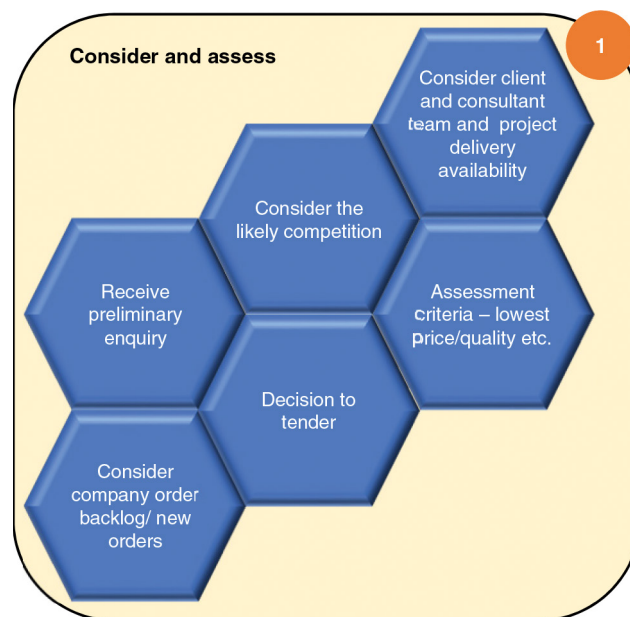 Consider and assess
1
Consider client
and consultant
team and project
delivery
availability
Consider the
likely competition
Receive
preliminary
enquiry
Assessment
criteria – lowest
price/quality etc.
Decision to
tender
Consider
company order
backlog/ new
orders